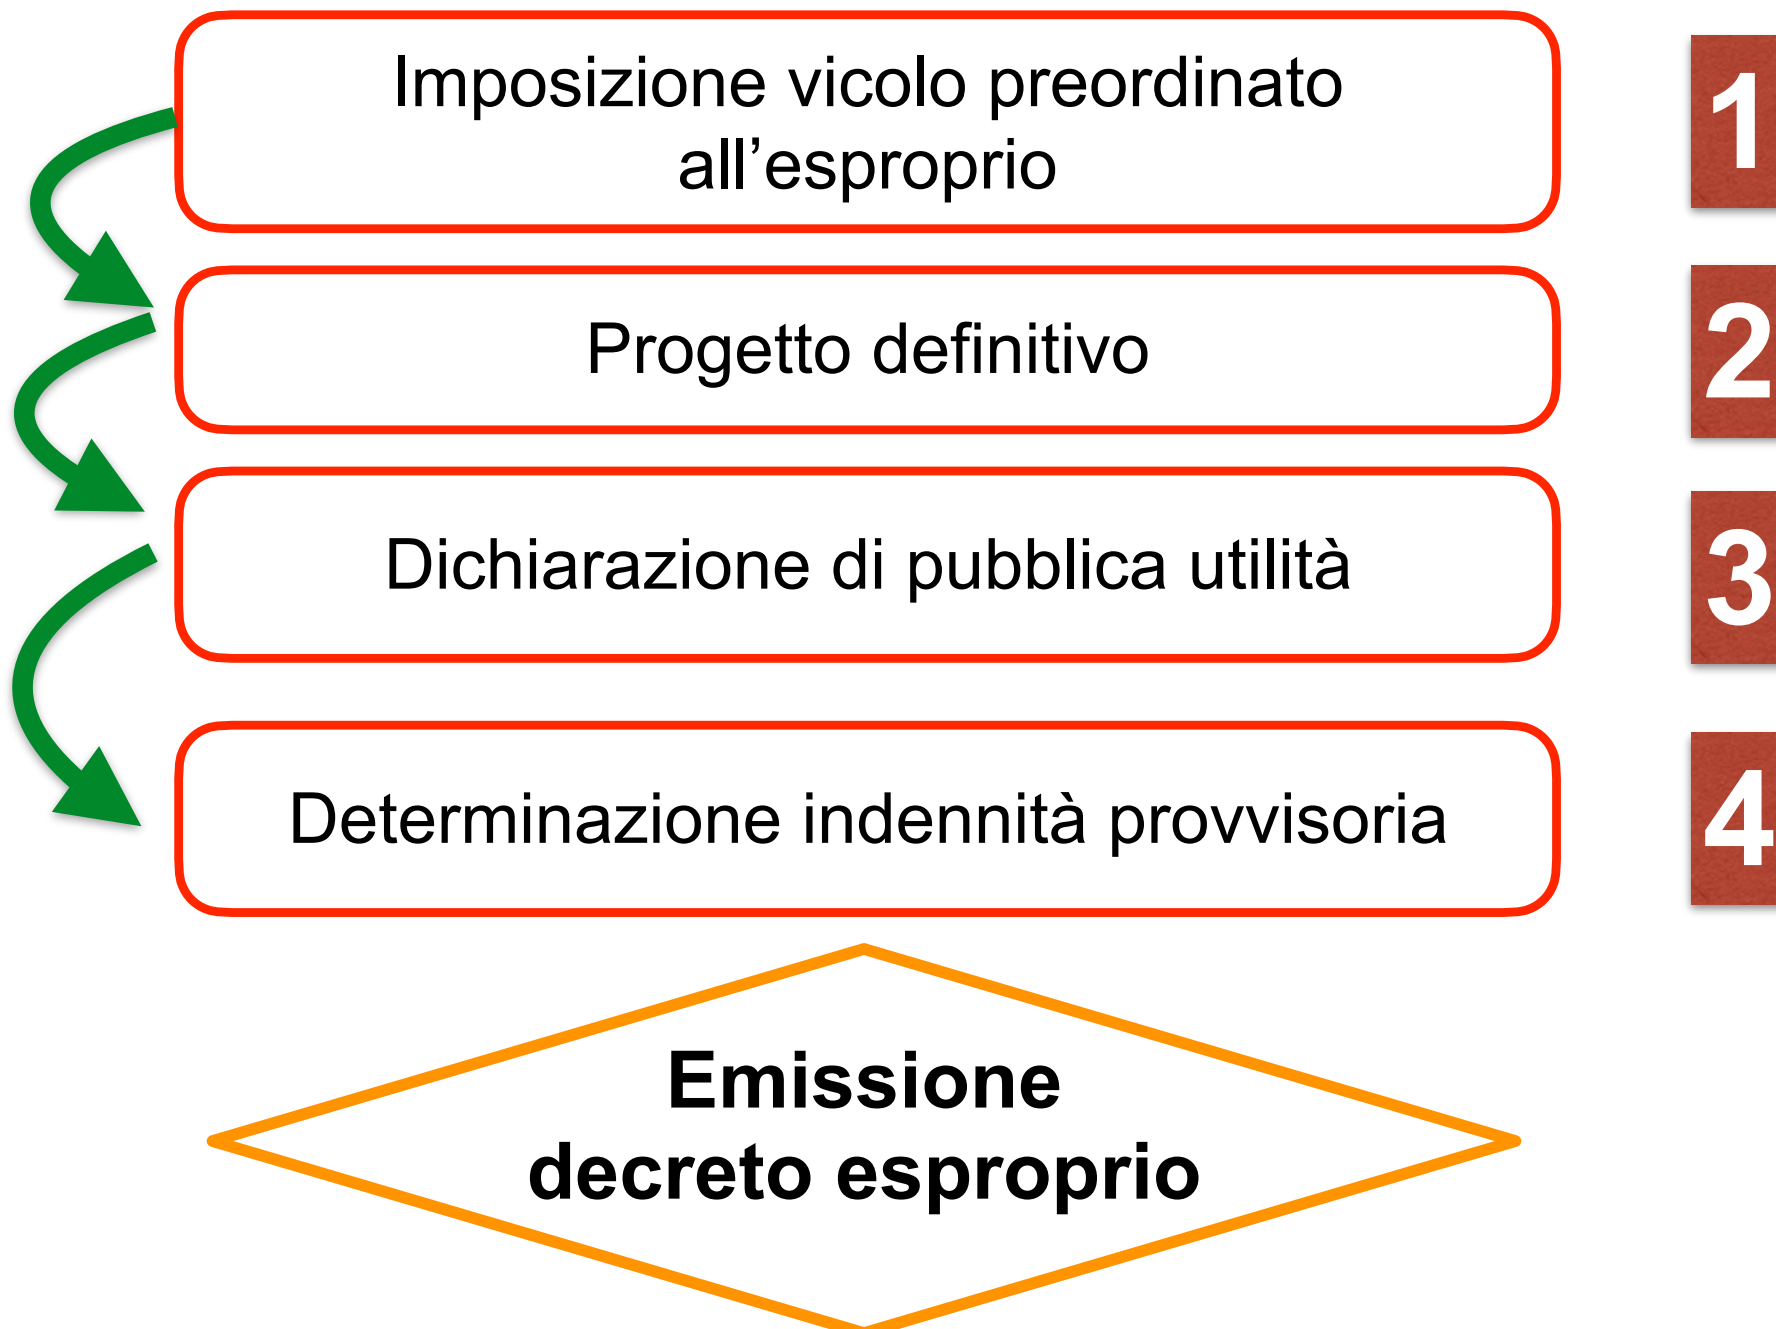 Imposizione vicolo preordinato
all’esproprio
1
Progetto definitivo
2
Dichiarazione di pubblica utilità
3
Determinazione indennità provvisoria
4
Emissione
decreto esproprio